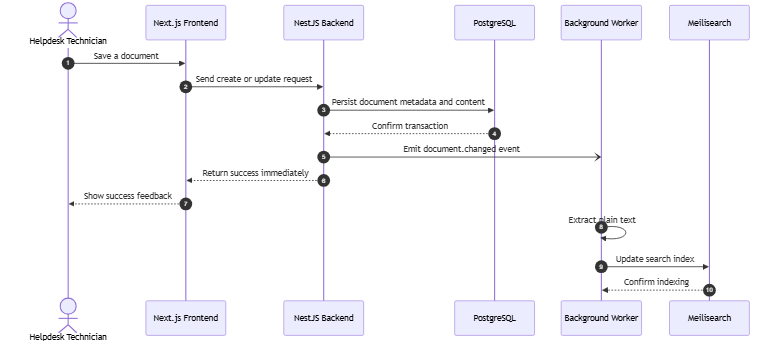 Helpdesk Technician
Next.js Frontend
NestJS Backend
PostgreSQL
Background Worker
Meilisearch
1
Save a document
2
Send create or update request
3
Persist document metadata and content
Confirm transaction
4
5
Emit document.changed event
Return success immediately
6
Show success feedback
7
Extract plain text
8
9
Update search index
Confirm indexing
10
Helpdesk Technician
Next.js Frontend
NestJS Backend
PostgreSQL
Background Worker
Meilisearch